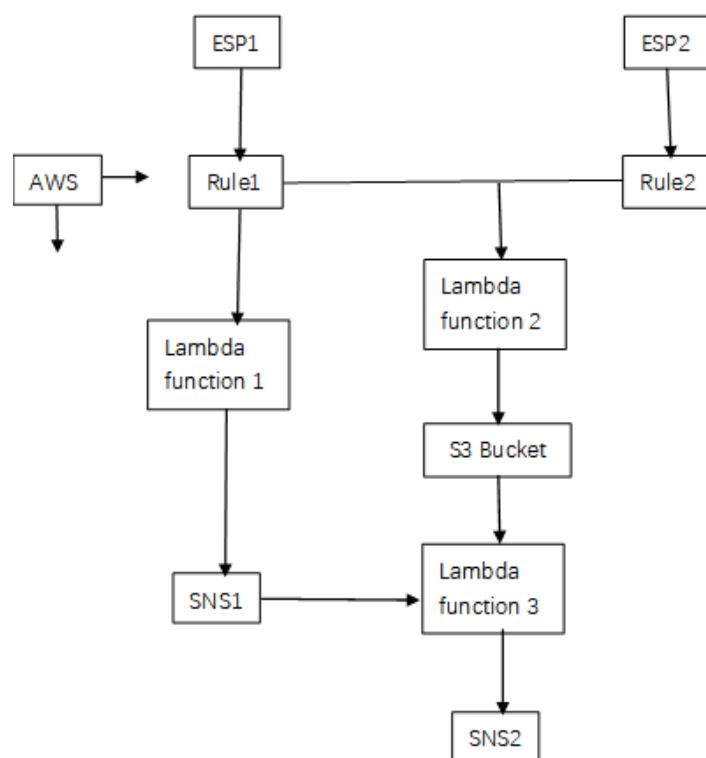 ESP1
ESP2
AWS
Rule1
Rule2
Lambda
function 2
Lambda
function 1
S3 Bucket
SNS1
Lambda
function 3
SNS2